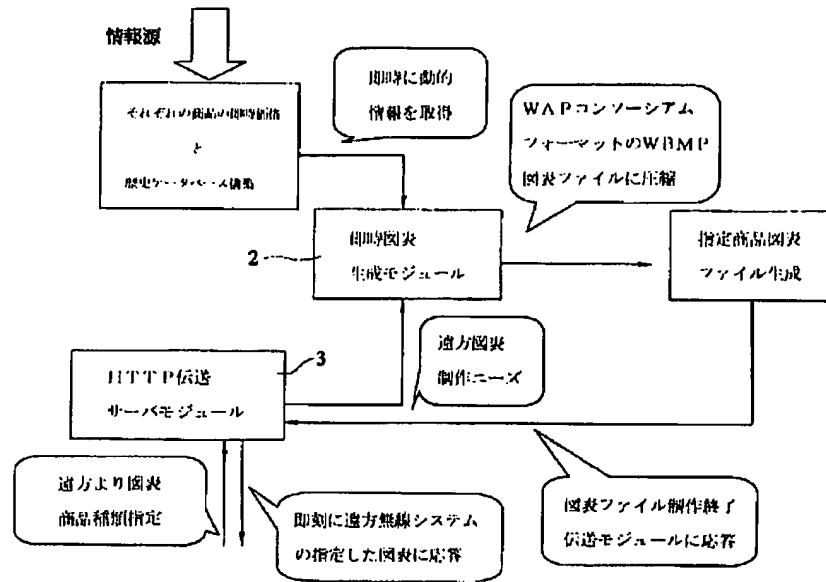 情報源
それぞれの商品の即時価格
と
歴史データベース構築
即時に動的
情報を取得
WAPコンソーシアム
フォーマットのWBMP
図表ファイルに圧縮
2
即時図表
生成モジュール
指定商品図表
ファイル生成
3
HTTP伝送
サーバモジュール
遠方図表
制作ニーズ
遠方より図表
商品種類指定
即刻に遠方無線システム
の指定した図表に応答
図表ファイル制作終了
伝送モジュールに応答